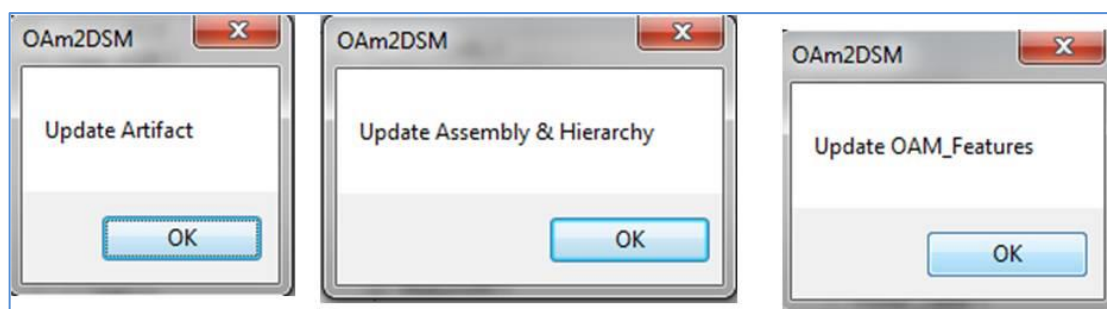 OAm2DSM
Update Artifact
OK
OAm2DSM
Update Assembly & Hierarchy
OK
OAm2DSM
Update OAM_Features
OK